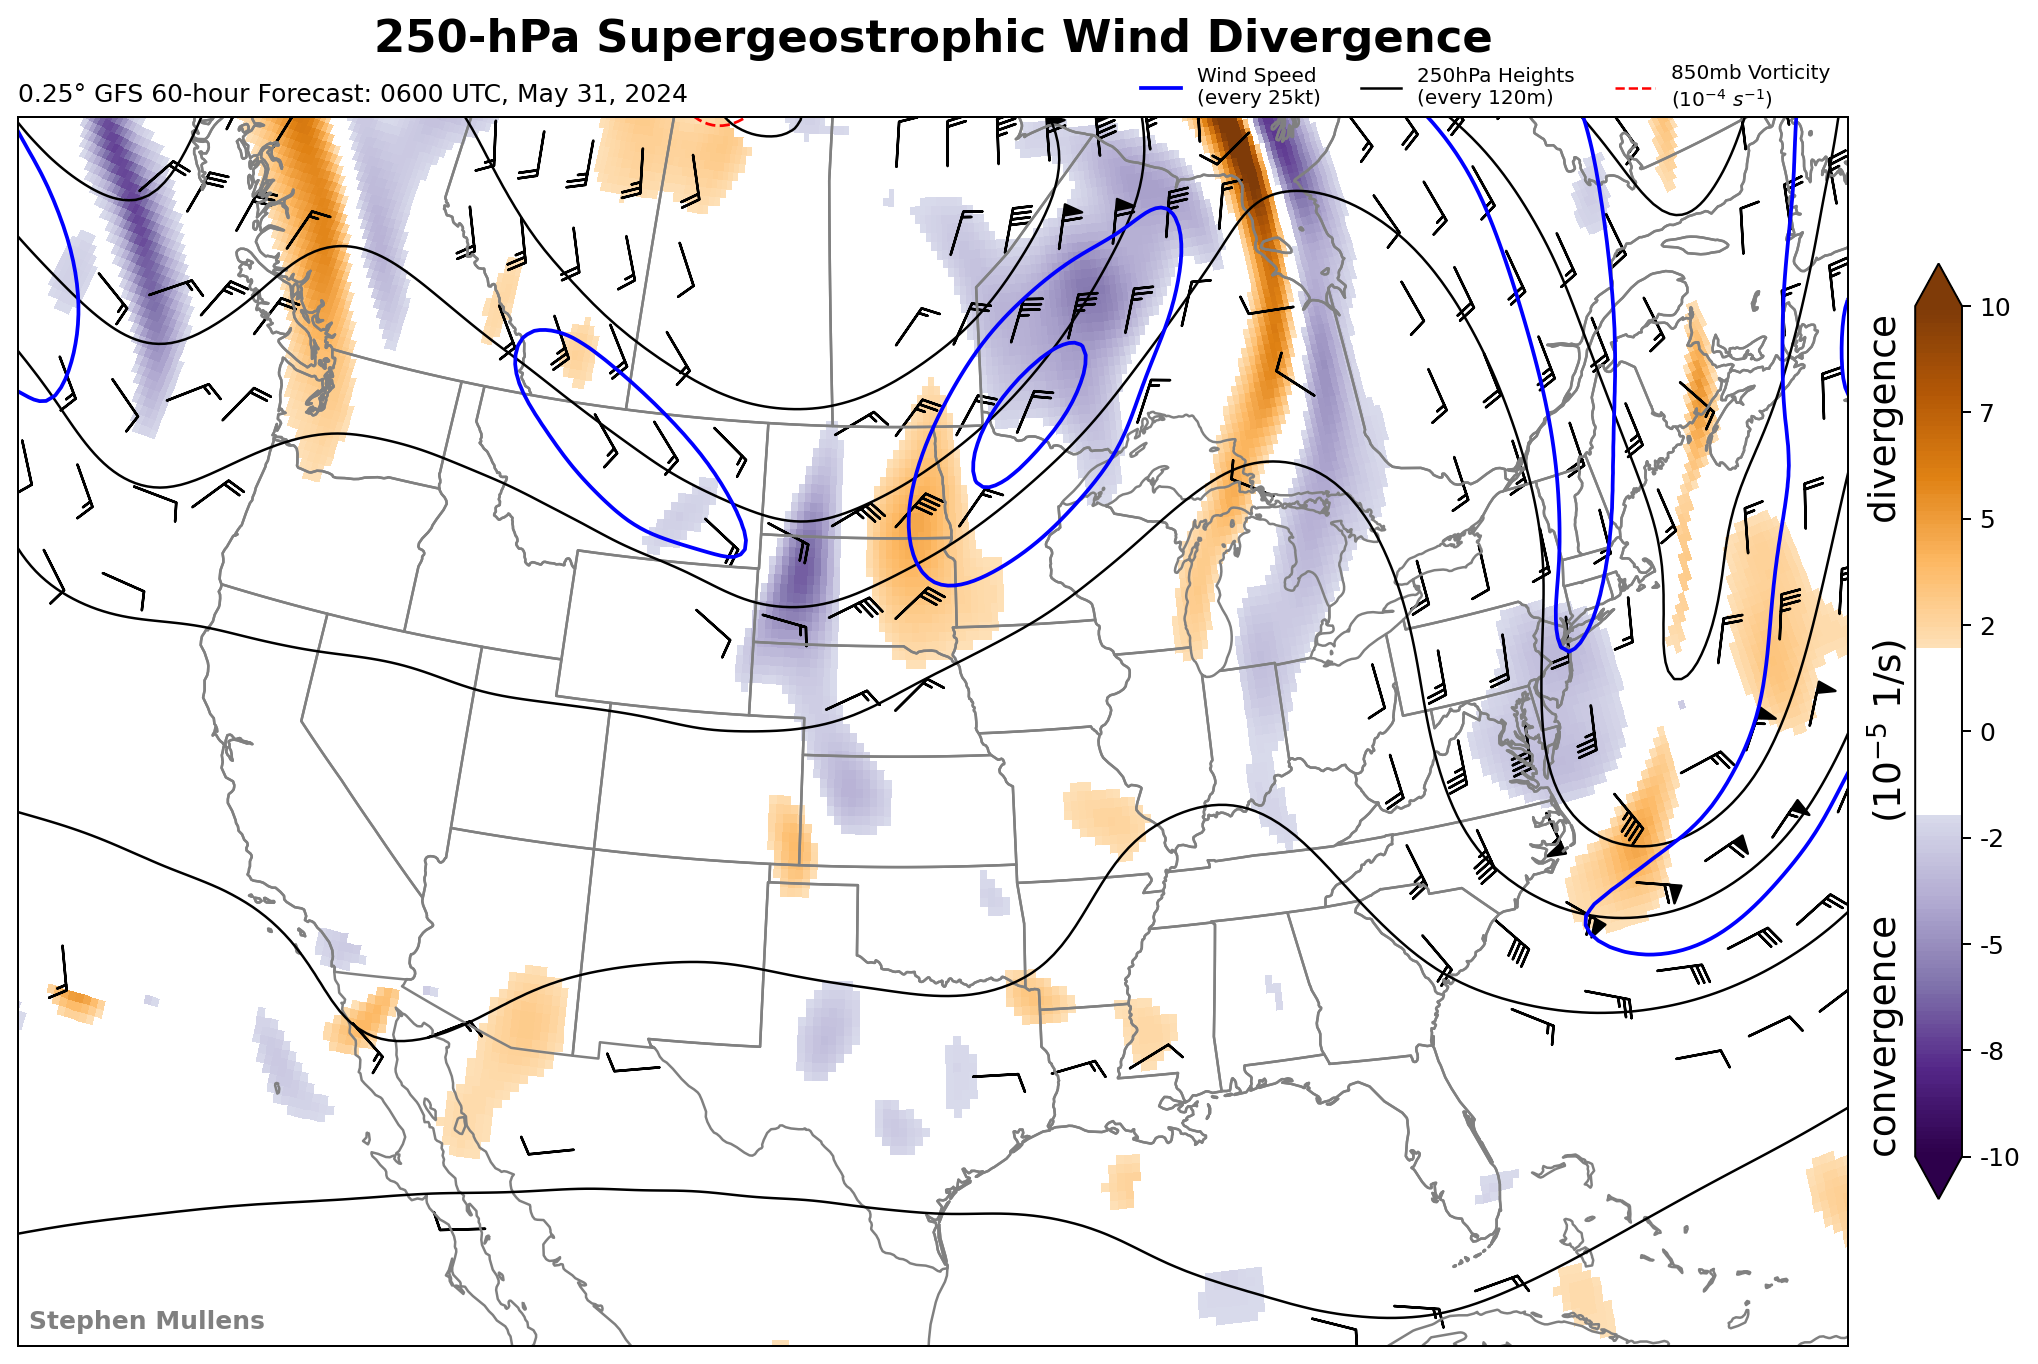 250-hPa Supergeostrophic Wind Divergence
0.25° GFS 60-hour Forecast: 0600 UTC, May 31, 2024
Wind Speed
(every 25kt)
250hPa Heights
(every 120m)
850mb Vorticity
(10⁻⁴ s⁻¹)
10
7
5
2
0
-2
-5
-8
-10
convergence (10⁻⁵ 1/s) divergence
Stephen Mullens